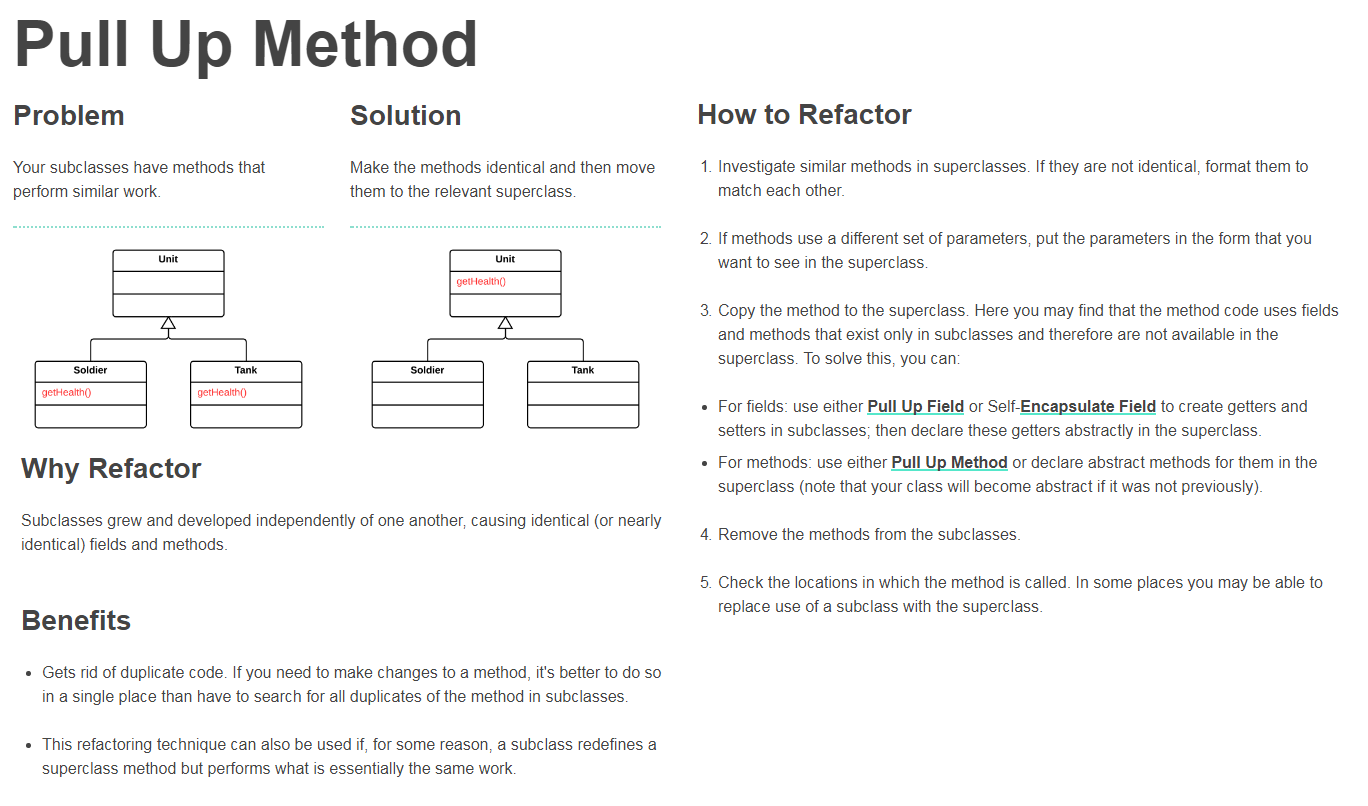 Pull Up Method
Problem
Your subclasses have methods that
perform similar work.
Solution
Make the methods identical and then move
them to the relevant superclass.
Unit
Soldier
getHealth()
Tank
getHealth()
Unit
getHealth()
Soldier
Tank
Why Refactor
Subclasses grew and developed independently of one another, causing identical (or nearly
identical) fields and methods.
Benefits
• Gets rid of duplicate code. If you need to make changes to a method, it's better to do so
in a single place than have to search for all duplicates of the method in subclasses.
• This refactoring technique can also be used if, for some reason, a subclass redefines a
superclass method but performs what is essentially the same work.
How to Refactor
1. Investigate similar methods in superclasses. If they are not identical, format them to
match each other.
2. If methods use a different set of parameters, put the parameters in the form that you
want to see in the superclass.
3. Copy the method to the superclass. Here you may find that the method code uses fields
and methods that exist only in subclasses and therefore are not available in the
superclass. To solve this, you can:
• For fields: use either Pull Up Field or Self-Encapsulate Field to create getters and
setters in subclasses; then declare these getters abstractly in the superclass.
• For methods: use either Pull Up Method or declare abstract methods for them in the
superclass (note that your class will become abstract if it was not previously).
4. Remove the methods from the subclasses.
5. Check the locations in which the method is called. In some places you may be able to
replace use of a subclass with the superclass.